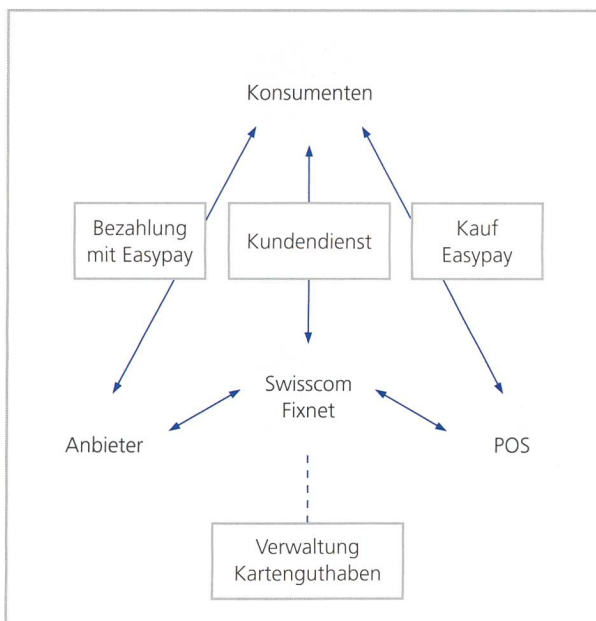 Konsumenten
Bezahlung
mit Easypay
Kundendienst
Kauf
Easypay
Swisscom
Fixnet
Anbieter
POS
Verwaltung
Kartenguthaben